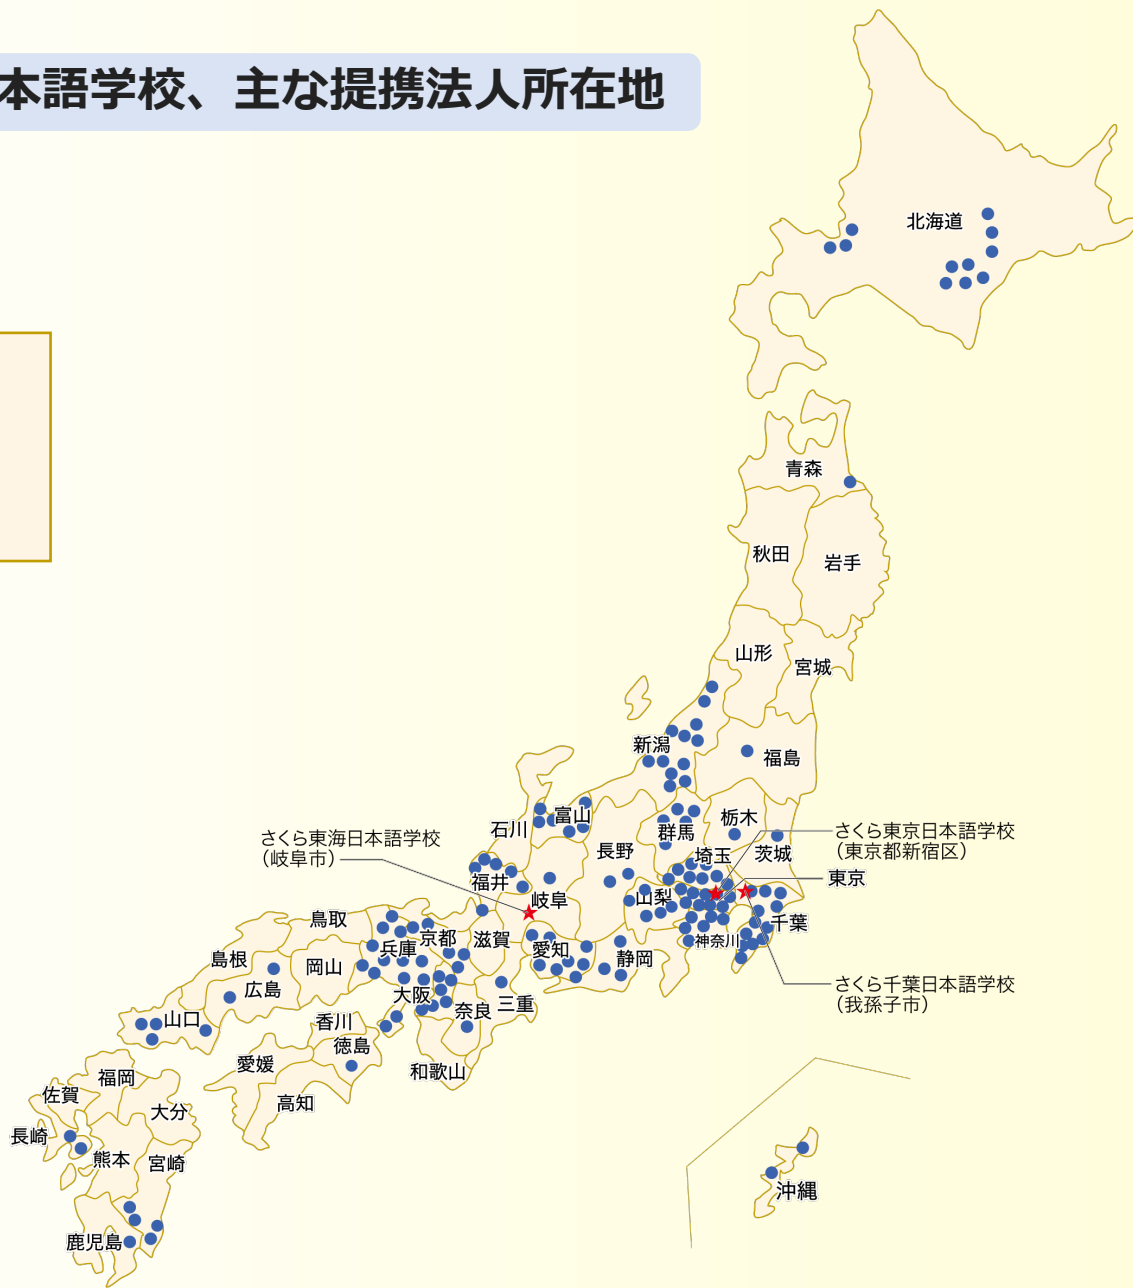 本語学校、主な提携法人所在地
北海道
青森
秋田
岩手
山形
宮城
新潟
福島
富山
栃木
石川
群馬
さくら東京日本語学校
（東京都新宿区）
さくら東海日本語学校
（岐阜市）
長野
埼玉
茨城
福井
東京
岐阜
山梨
鳥取
千葉
京都
滋賀
神奈川
兵庫
愛知
島根
岡山
静岡
広島
さくら千葉日本語学校
（我孫子市）
大阪
三重
奈良
山口
香川
徳島
愛媛
和歌山
福岡
佐賀
高知
大分
長崎
熊本
宮崎
沖縄
鹿児島